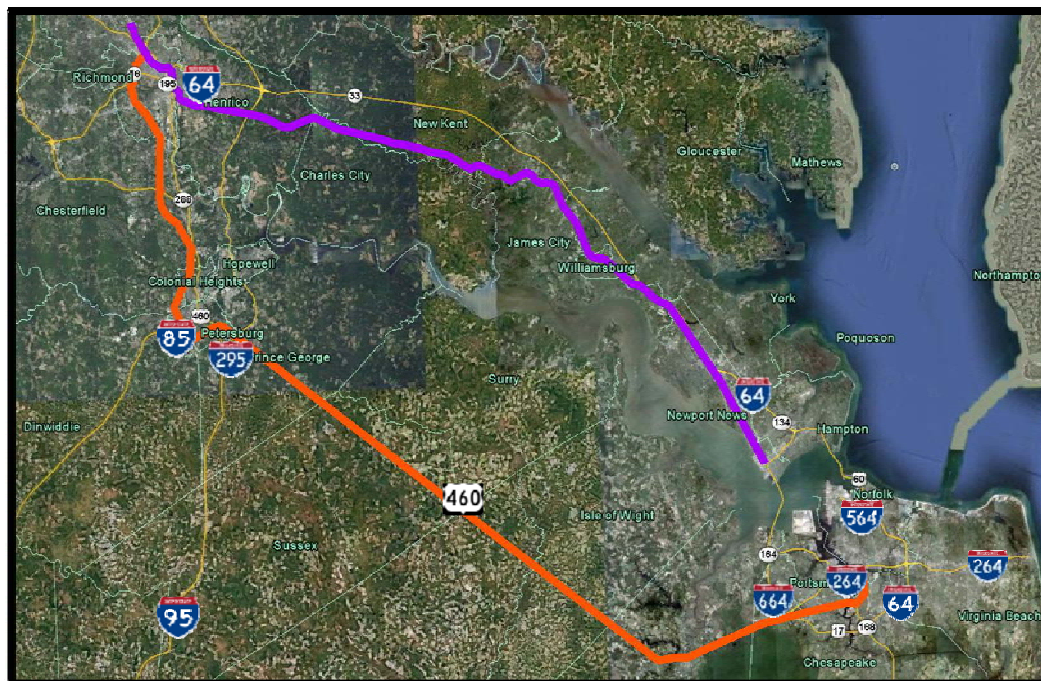 Richmond
195
64
Henrico
33
New Kent
Gloucester
Mathews
Charles City
288
Chesterfield
James City
Hopewell
Williamsburg
Northampton
Colonial Heights
York
460
85
Petersburg
Poquoson
295
Prince George
Surry
64
Newport News
134
Hampton
Dinwiddie
60
Norfolk
460
564
Isle of Wight
Sussex
164
264
Portsm
264
664
64
95
Virginia Beach
17
168
Chesapeake